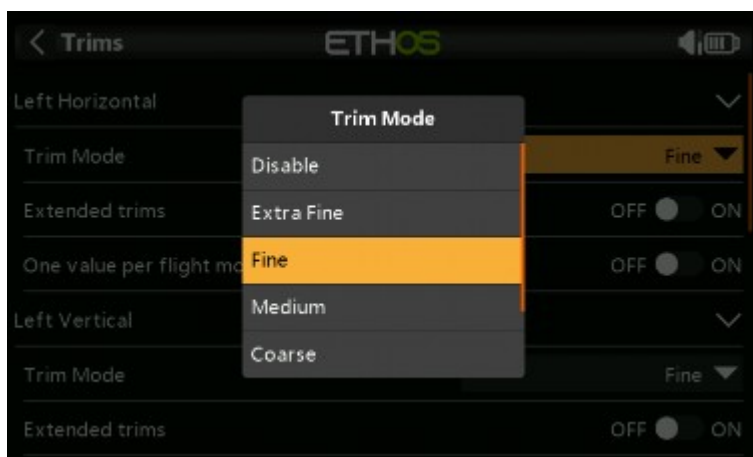 Trims
ETHOS
Left Horizontal
Trim Mode
Trim Mode
Fine
Disable
Extended trims
Extra Fine
OFF ON
One value per flight mo
Fine
OFF ON
Left Vertical
Medium
Coarse
Trim Mode
Fine
Extended trims
OFF ON